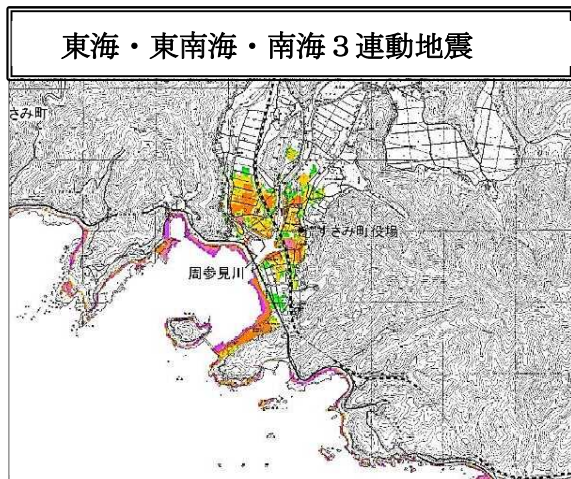 東海・東南海・南海３連動地震
さみ町
すさみ町役場
周参見川